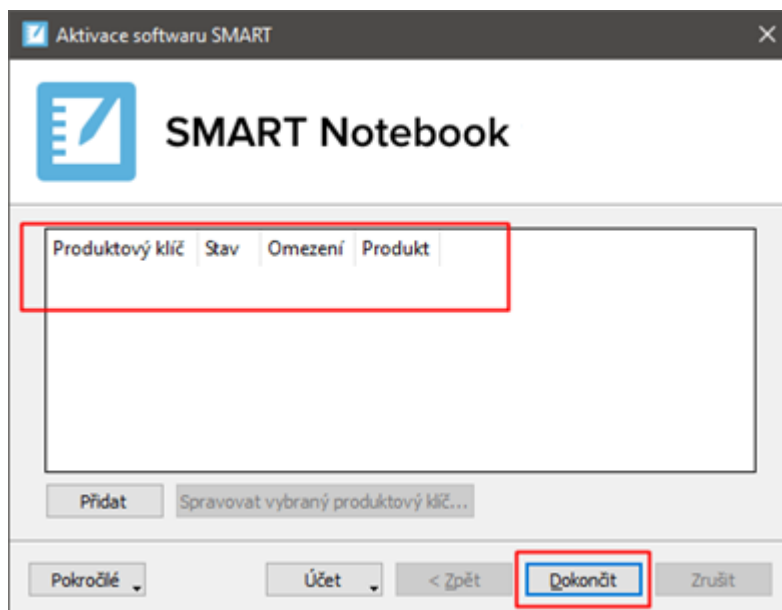 Aktivace softwaru SMART
SMART Notebook
Produktový klíč Stav Omezení Produkt
Přidat Spravovat vybraný produktový klíč...
Pokročilé Účet < Zpět Dokončit Zrušit